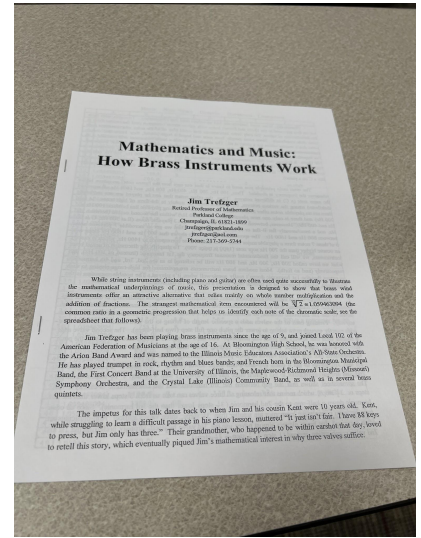 Mathematics and Music:
How Brass Instruments Work
Jim Trefzger
Retired Professor of Mathematics
Parkland College
Champaign, IL 61821-1899
jtrefzger@parkland.edu
jtrefzger@aol.com
Phone: 217-369-5744
While string instruments (including piano and guitar) are often used quite successfully to illustrate
the mathematical underpinnings of music, this presentation is designed to show that brass wind
instruments offer an attractive alternative that relies mainly on whole number multiplication and the
addition of fractions. The strangest mathematical item encountered will be ¹²√2 ≈1.059463094 (the
common ratio in a geometric progression that helps us identify each note of the chromatic scale, see the
spreadsheet that follows).
Jim Trefzger has been playing brass instruments since the age of 9, and joined Local 102 of the
American Federation of Musicians at the age of 16. At Bloomington High School, he was honored with
the Arion Band Award and was named to the Illinois Music Educators Association's All-State Orchestra.
He has played trumpet in rock, rhythm and blues bands; and French horn in the Bloomington Municipal
Band, the First Concert Band at the University of Illinois, the Maplewood-Richmond Heights (Missouri)
Symphony Orchestra, and the Crystal Lake (Illinois) Community Band, as well as in several brass
quintets.
The impetus for this talk dates back to when Jim and his cousin Kent were 10 years old. Kent,
while struggling to learn a difficult passage in his piano lesson, muttered "It just isn't fair. I have 88 keys
to press, but Jim only has three." Their grandmother, who happened to be within earshot that day, loved
to retell this story, which eventually piqued Jim's mathematical interest in why three valves suffice.